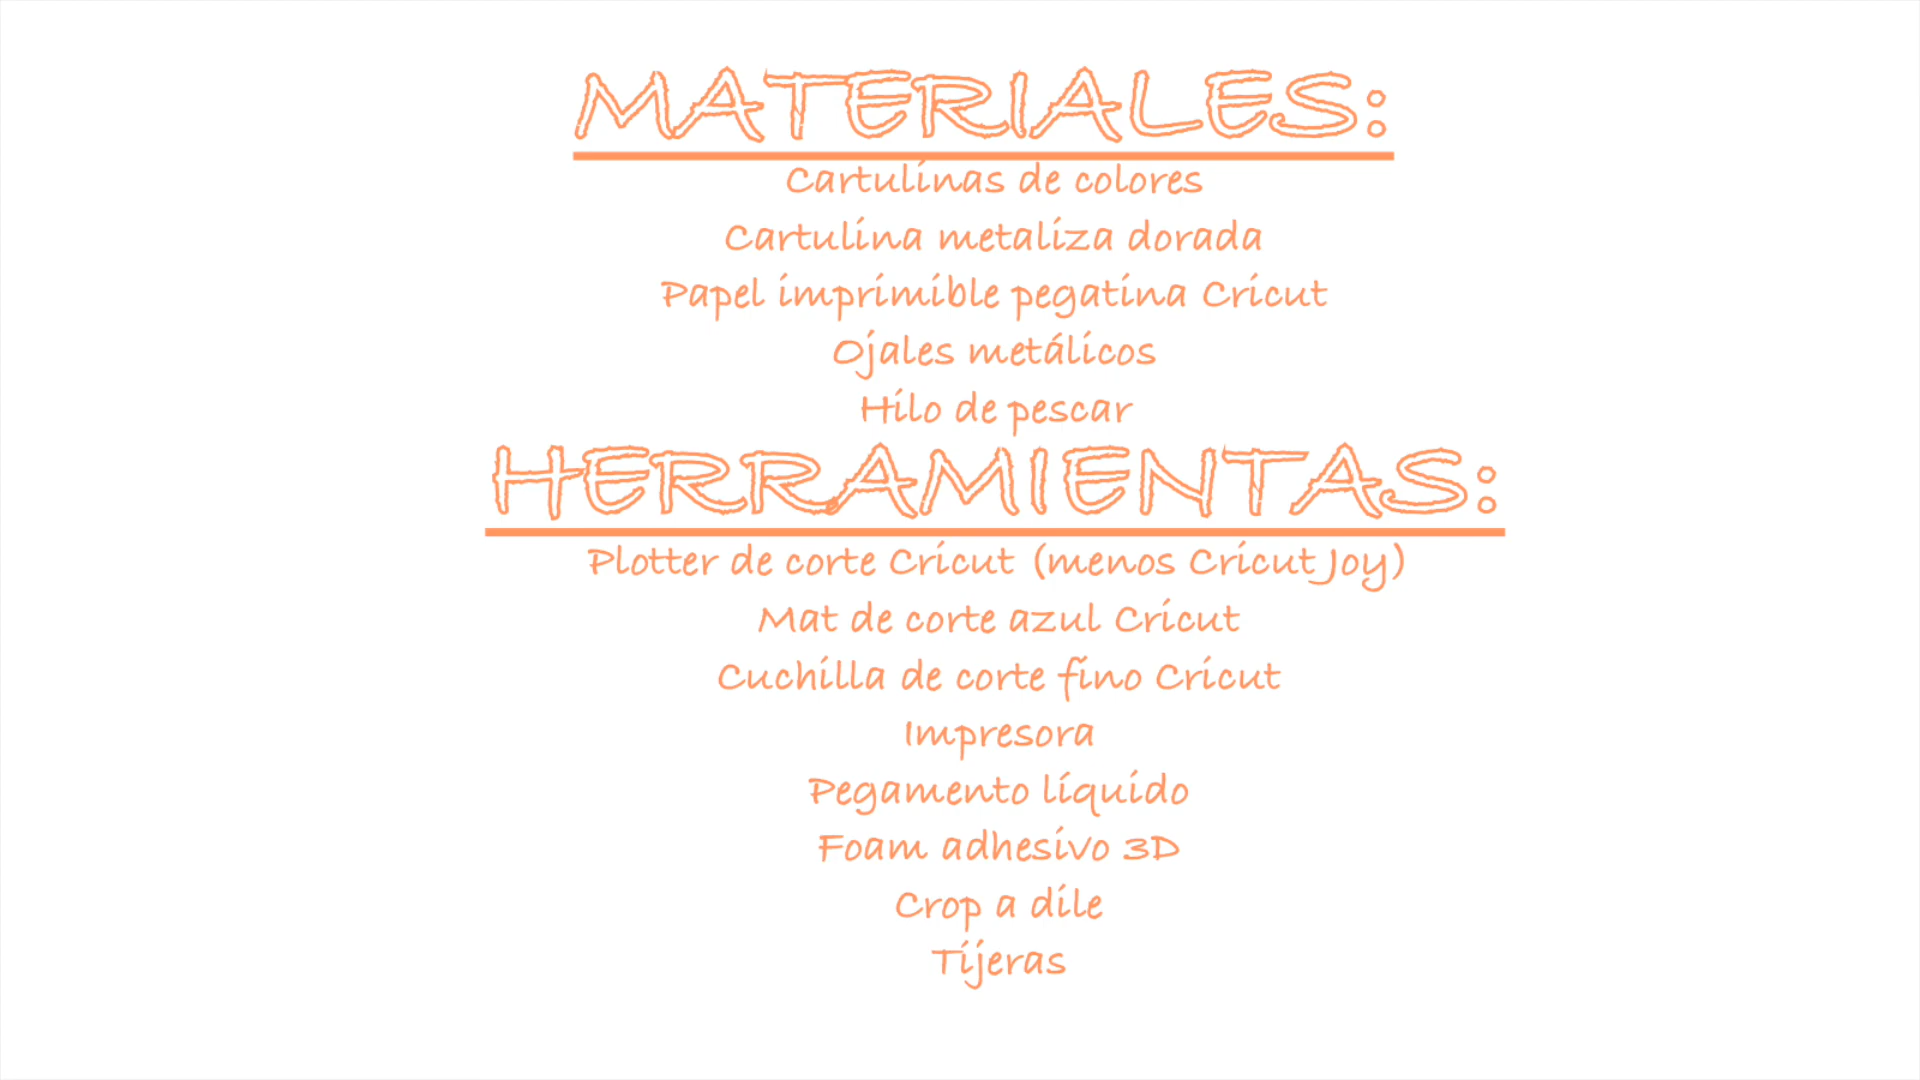 MATERIALES:
Cartulinas de colores
Cartulina metaliza dorada
Papel imprimible pegatina Cricut
Ojales metálicos
Hilo de pescar
HERRAMIENTAS:
Plotter de corte Cricut (menos Cricut Joy)
Mat de corte azul Cricut
Cuchilla de corte fino Cricut
Impresora
Pegamento líquido
Foam adhesivo 3D
Crop a dile
Tijeras